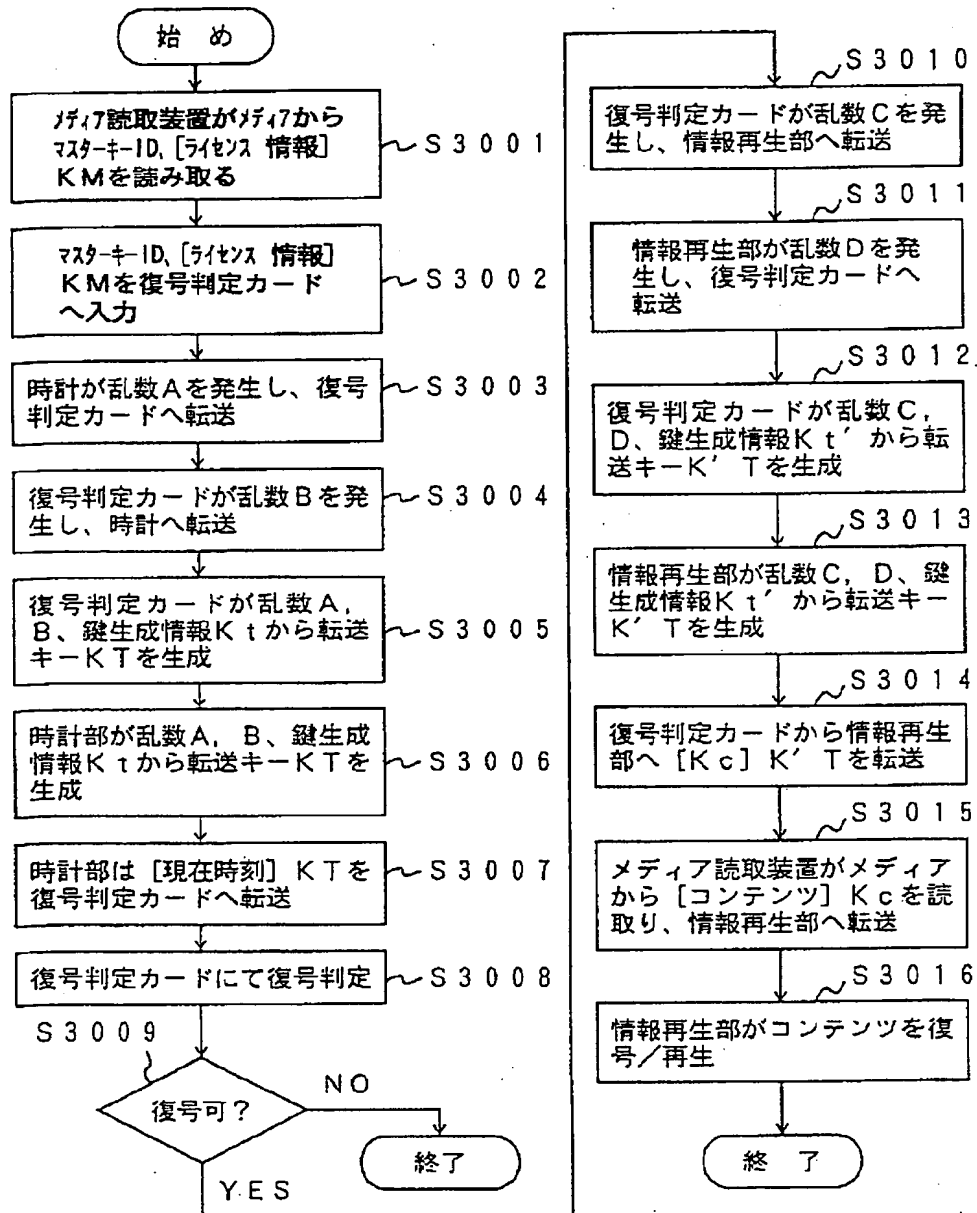 始 め
メディア読取装置がメディアから
マスターキーID、[ライセンス 情報]
KMを読み取る
S3001
マスターキーID、[ライセンス 情報]
KMを復号判定カード
へ入力
S3002
時計が乱数Aを発生し、復号
判定カードへ転送
S3003
復号判定カードが乱数Bを発
生し、時計へ転送
S3004
復号判定カードが乱数A,
B、鍵生成情報Ktから転送
キーKTを生成
S3005
時計部が乱数A, B、鍵生成
情報Ktから転送キーKTを
生成
S3006
時計部は [現在時刻] KTを
復号判定カードへ転送
S3007
復号判定カードにて復号判定
S3008
S3009
復号可?
NO
終了
YES
S3010
復号判定カードが乱数Cを発
生し、情報再生部へ転送
S3011
情報再生部が乱数Dを発
生し、復号判定カードへ
転送
S3012
復号判定カードが乱数C,
D、鍵生成情報Kt′から転
送キーK′Tを生成
S3013
情報再生部が乱数C, D、鍵
生成情報Kt′から転送キー
K′Tを生成
S3014
復号判定カードから情報再生
部へ [Kc] K′Tを転送
S3015
メディア読取装置がメディア
から [コンテンツ] Kcを読
取り、情報再生部へ転送
S3016
情報再生部がコンテンツを復
号/再生
終 了